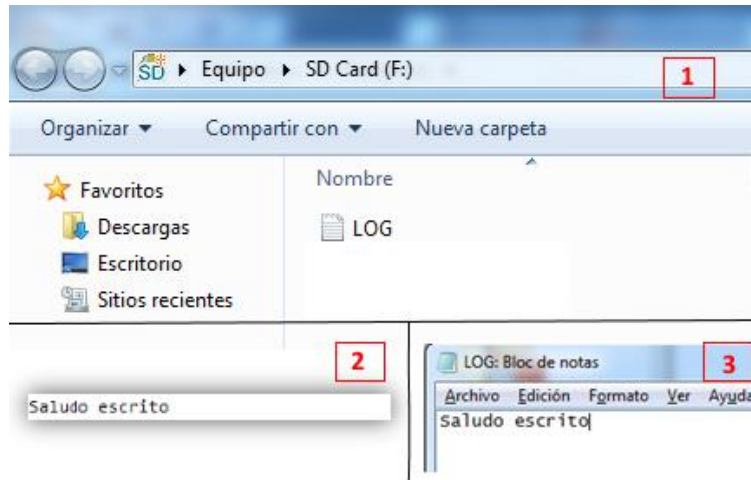 SD ▸ Equipo ▸ SD Card (F:)
1
Organizar ▾ Compartir con ▾ Nueva carpeta
Favoritos
Descargas
Escritorio
Sitios recientes
Nombre
LOG
2
Saludo escrito
LOG: Bloc de notas
3
Archivo Edición Formato Ver Ayuda
Saludo escrito